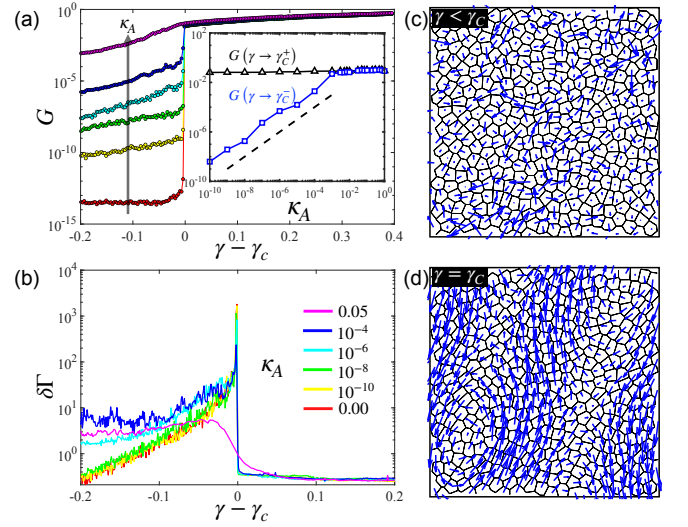 (a)
10^0
10^-5
10^-10
10^-15
G
κ_A
-0.2 -0.1 0 0.1 0.2 0.3 0.4
γ − γ_c
10^2
10^-2
10^-6
10^-10
G (γ → γ_C^+)
G (γ → γ_C^-)
10^-10 10^-8 10^-6 10^-4 10^-2 10^0
κ_A
(b)
10^4
10^3
10^2
10^1
10^0
δΓ
κ_A
0.05
10^-4
10^-6
10^-8
10^-10
0.00
-0.2 -0.1 0 0.1 0.2
γ − γ_c
(c)
γ < γ_C
(d)
γ = γ_C